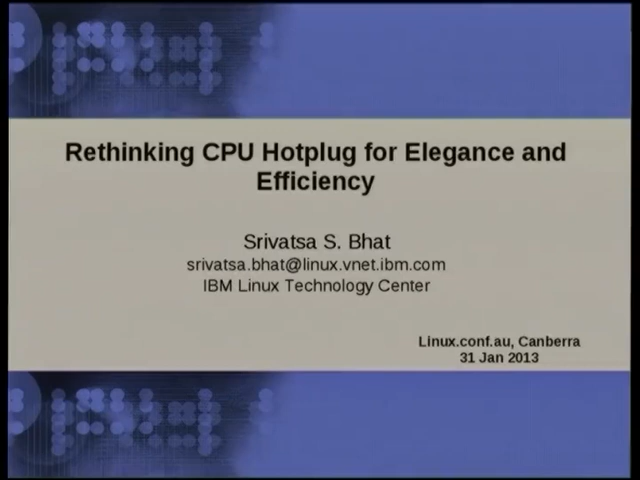 Rethinking CPU Hotplug for Elegance and
Efficiency
Srivatsa S. Bhat
srivatsa.bhat@linux.vnet.ibm.com
IBM Linux Technology Center
Linux.conf.au, Canberra
31 Jan 2013